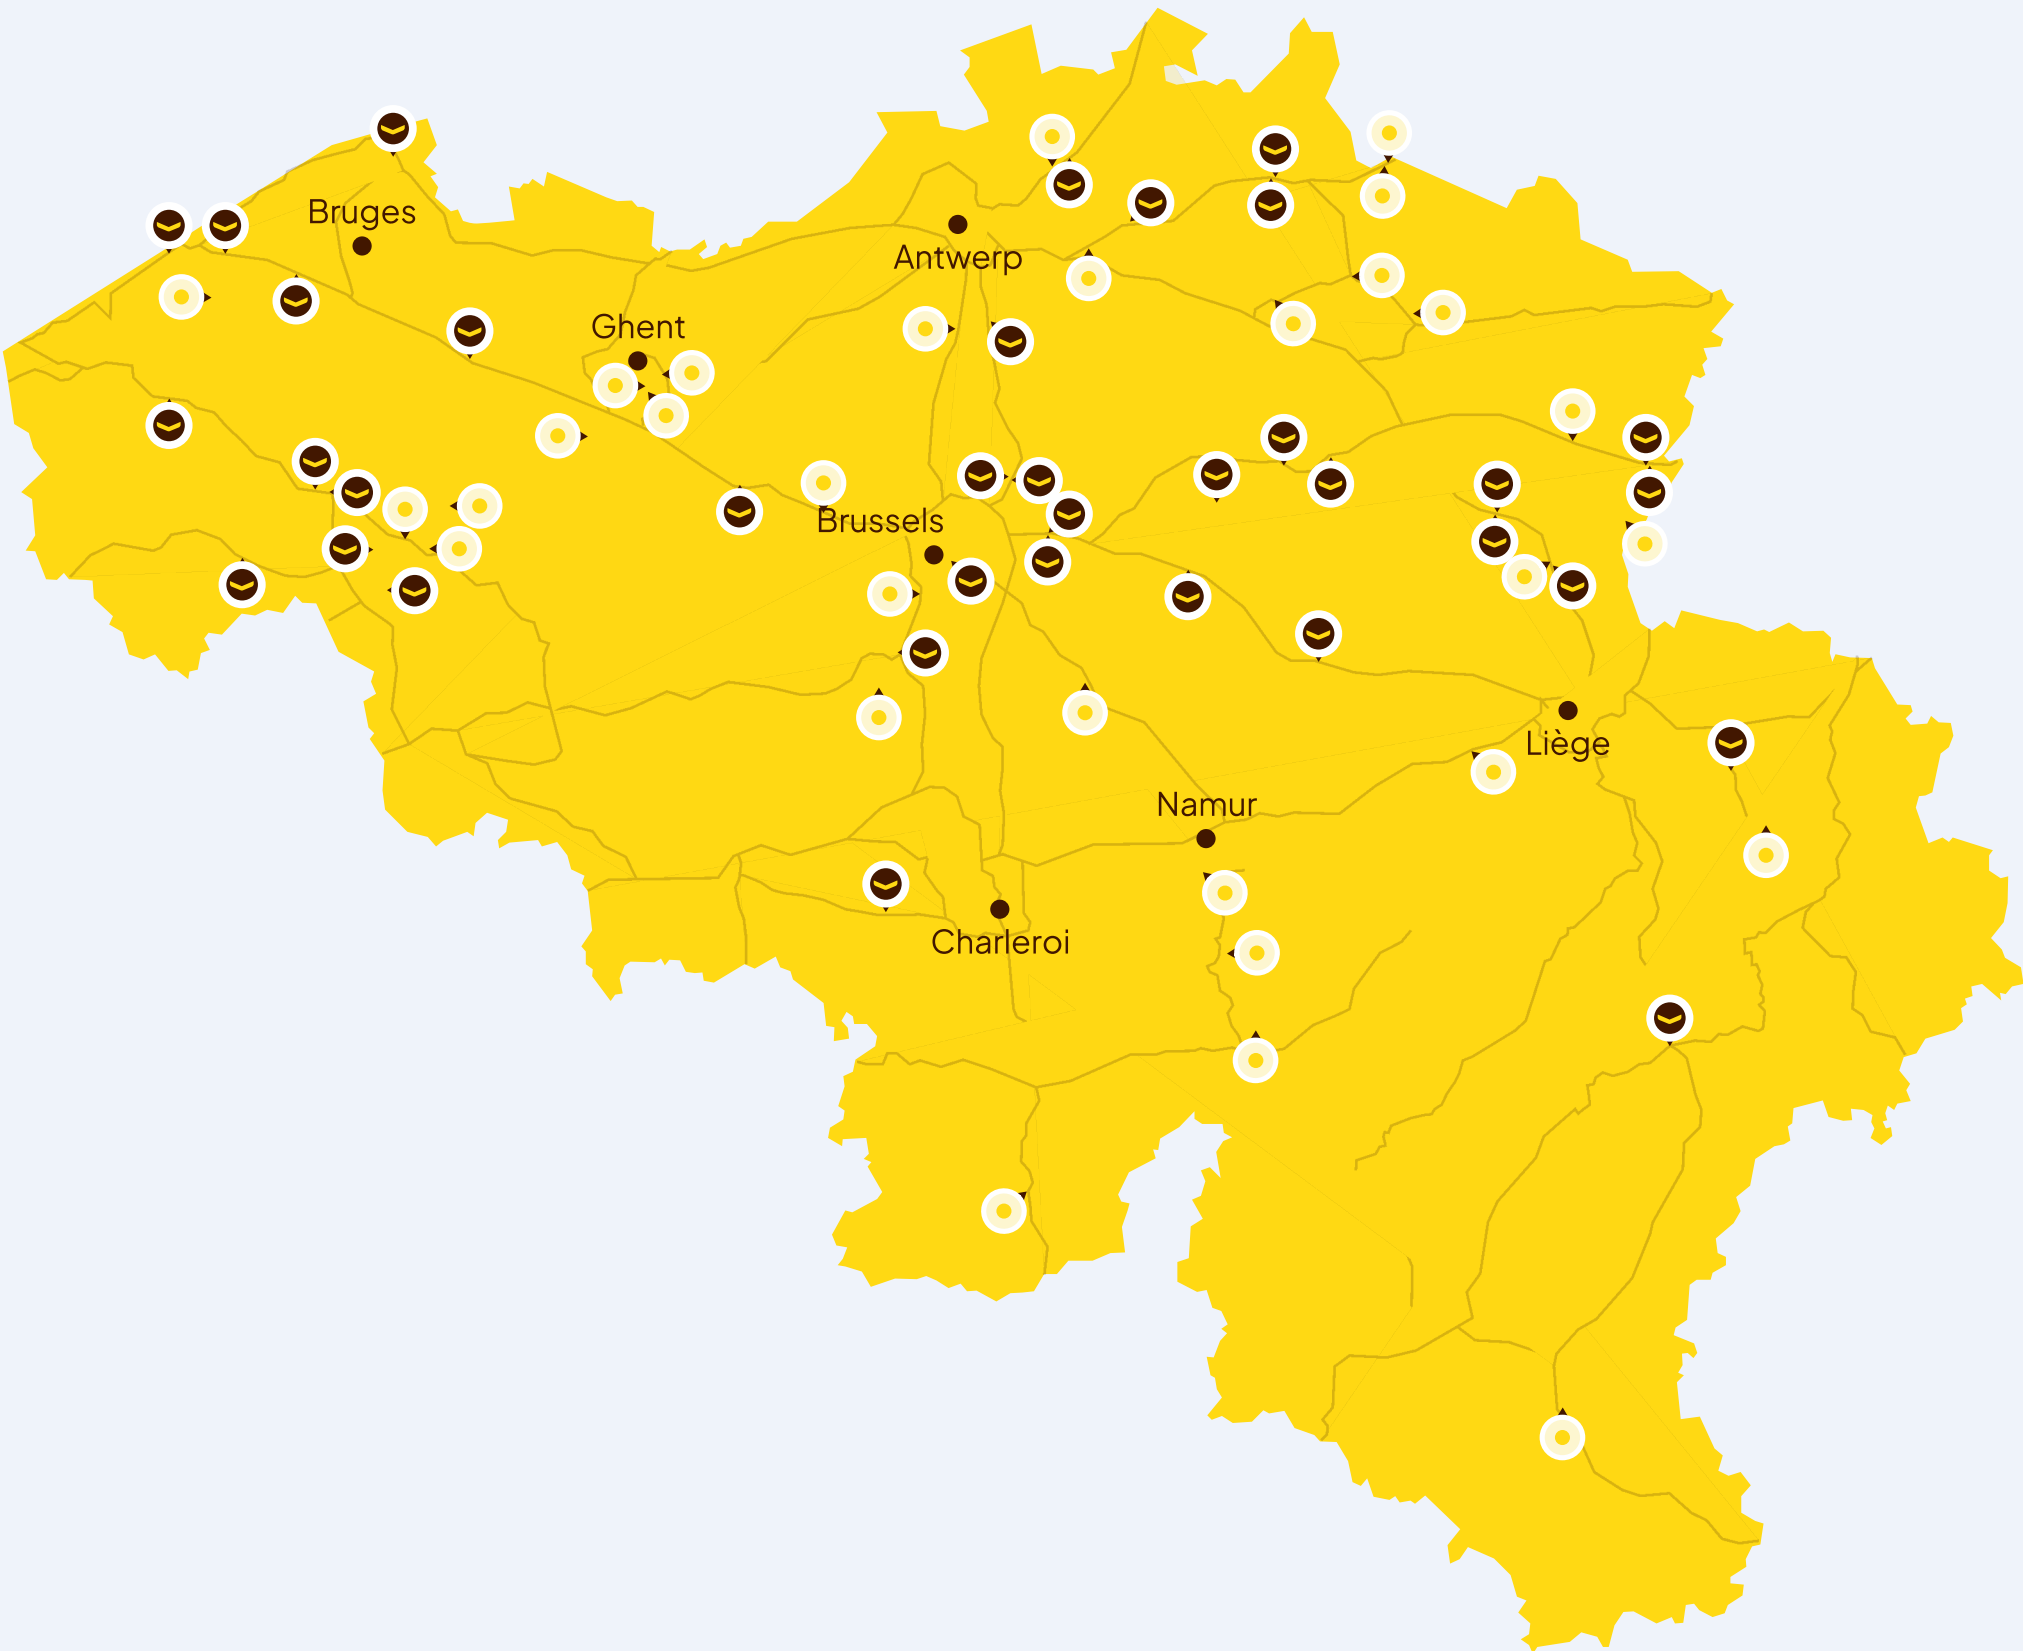 Bruges
Antwerp
Ghent
Brussels
Liège
Namur
Charleroi